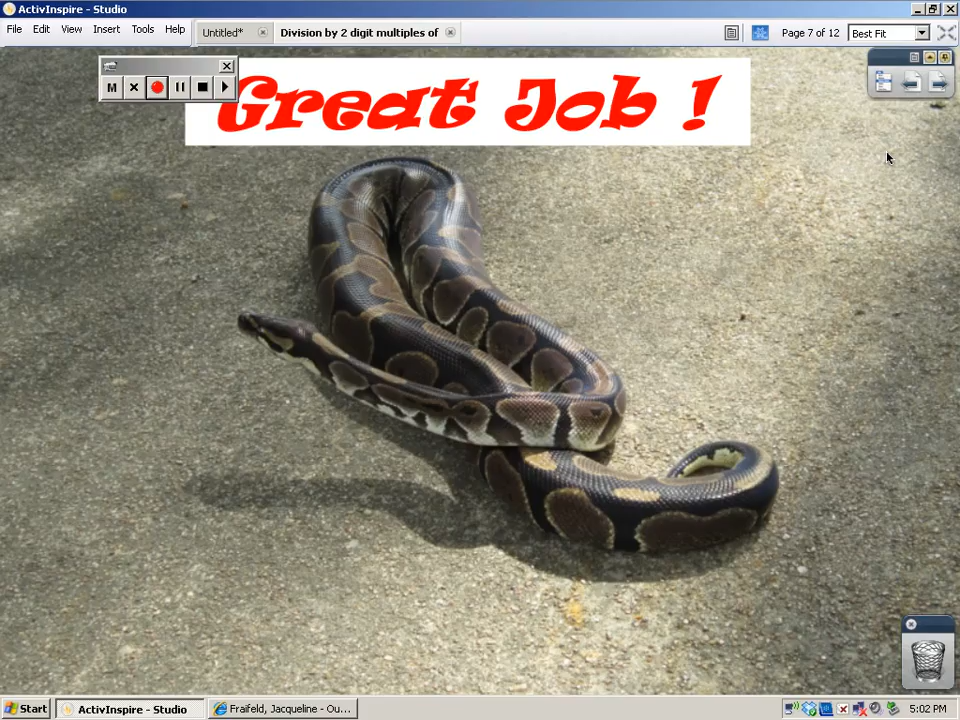 ActivInspire - Studio
File Edit View Insert Tools Help
Untitled*
Division by 2 digit multiples of
Page 7 of 12
Best Fit
M
Great Job !
Start
ActivInspire - Studio
Fraifeld, Jacqueline - Ou...
5:02 PM